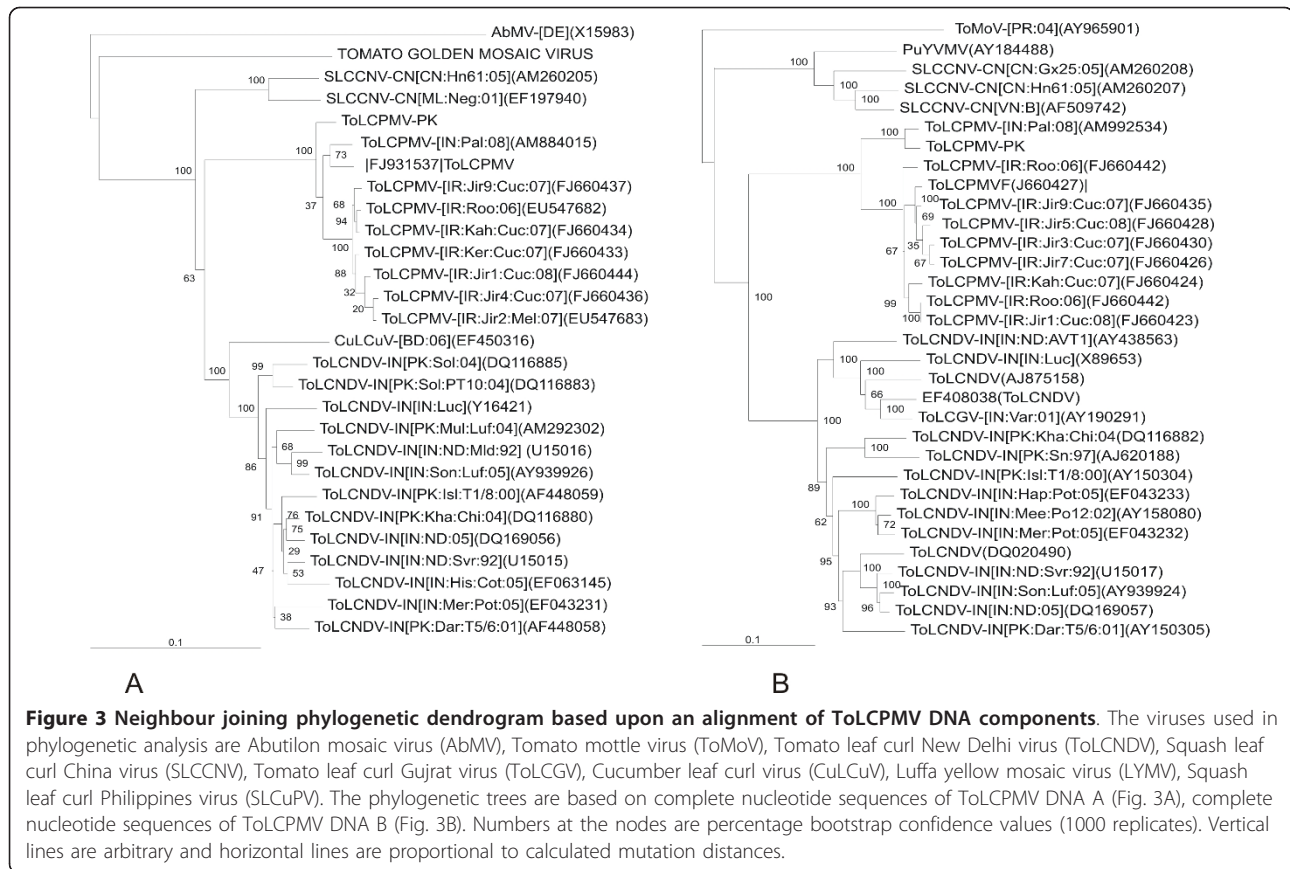 AbMV-[DE](X15983)
TOMATO GOLDEN MOSAIC VIRUS
100
SLCCNV-CN[CN:Hn61:05](AM260205)
SLCCNV-CN[ML:Neg:01](EF197940)
ToLCPMV-PK
ToLCPMV-[IN:Pal:08](AM884015)
100
73
100
|FJ931537|ToLCPMV
ToLCPMV-[IR:Jir9:Cuc:07](FJ660437)
68
ToLCPMV-[IR:Roo:06](EU547682)
37
94
ToLCPMV-[IR:Kah:Cuc:07](FJ660434)
100
ToLCPMV-[IR:Ker:Cuc:07](FJ660433)
63
88
ToLCPMV-[IR:Jir1:Cuc:08](FJ660444)
32
ToLCPMV-[IR:Jir4:Cuc:07](FJ660436)
20
ToLCPMV-[IR:Jir2:Mel:07](EU547683)
CuLCuV-[BD:06](EF450316)
99
ToLCNDV-IN[PK:Sol:04](DQ116885)
ToLCNDV-IN[PK:Sol:PT10:04](DQ116883)
100
ToLCNDV-IN[IN:Luc](Y16421)
ToLCNDV-IN[PK:Mul:Luf:04](AM292302)
68
ToLCNDV-IN[IN:ND:Mld:92] (U15016)
86
99
ToLCNDV-IN[IN:Son:Luf:05](AY939926)
ToLCNDV-IN[PK:Isl:T1/8:00](AF448059)
91
76
ToLCNDV-IN[PK:Kha:Chi:04](DQ116880)
75
ToLCNDV-IN[IN:ND:05](DQ169056)
29
ToLCNDV-IN[IN:ND:Svr:92](U15015)
47
53
ToLCNDV-IN[IN:His:Cot:05](EF063145)
ToLCNDV-IN[IN:Mer:Pot:05](EF043231)
38
ToLCNDV-IN[PK:Dar:T5/6:01](AF448058)
0.1
A
ToMoV-[PR:04](AY965901)
PuYVMV(AY184488)
100
SLCCNV-CN[CN:Gx25:05](AM260208)
100
SLCCNV-CN[CN:Hn61:05](AM260207)
100
SLCCNV-CN[VN:B](AF509742)
ToLCPMV-[IN:Pal:08](AM992534)
100
ToLCPMV-PK
ToLCPMV-[IR:Roo:06](FJ660442)
ToLCPMVF(J660427)|
100
100
ToLCPMV-[IR:Jir9:Cuc:07](FJ660435)
69
ToLCPMV-[IR:Jir5:Cuc:08](FJ660428)
35
ToLCPMV-[IR:Jir3:Cuc:07](FJ660430)
67
67
ToLCPMV-[IR:Jir7:Cuc:07](FJ660426)
ToLCPMV-[IR:Kah:Cuc:07](FJ660424)
99
ToLCPMV-[IR:Roo:06](FJ660442)
100
100
ToLCPMV-[IR:Jir1:Cuc:08](FJ660423)
ToLCNDV-IN[IN:ND:AVT1](AY438563)
100
ToLCNDV-IN[IN:Luc](X89653)
100
ToLCNDV(AJ875158)
66
EF408038(ToLCNDV)
100
ToLCGV-[IN:Var:01](AY190291)
100
ToLCNDV-IN[PK:Kha:Chi:04(DQ116882)
100
ToLCNDV-IN[PK:Sn:97](AJ620188)
ToLCNDV-IN[PK:Isl:T1/8:00](AY150304)
89
ToLCNDV-IN[IN:Hap:Pot:05](EF043233)
100
ToLCNDV-IN[IN:Mee:Po12:02](AY158080)
62
72
ToLCNDV-IN[IN:Mer:Pot:05](EF043232)
ToLCNDV(DQ020490)
95
100
ToLCNDV-IN[IN:ND:Svr:92](U15017)
100
ToLCNDV-IN[IN:Son:Luf:05](AY939924)
93
96
ToLCNDV-IN[IN:ND:05](DQ169057)
ToLCNDV-IN[PK:Dar:T5/6:01](AY150305)
0.1
B
Figure 3 Neighbour joining phylogenetic dendrogram based upon an alignment of ToLCPMV DNA components. The viruses used in
phylogenetic analysis are Abutilon mosaic virus (AbMV), Tomato mottle virus (ToMoV), Tomato leaf curl New Delhi virus (ToLCNDV), Squash leaf
curl China virus (SLCCNV), Tomato leaf curl Gujrat virus (ToLCGV), Cucumber leaf curl virus (CuLCuV), Luffa yellow mosaic virus (LYMV), Squash
leaf curl Philippines virus (SLCuPV). The phylogenetic trees are based on complete nucleotide sequences of ToLCPMV DNA A (Fig. 3A), complete
nucleotide sequences of ToLCPMV DNA B (Fig. 3B). Numbers at the nodes are percentage bootstrap confidence values (1000 replicates). Vertical
lines are arbitrary and horizontal lines are proportional to calculated mutation distances.